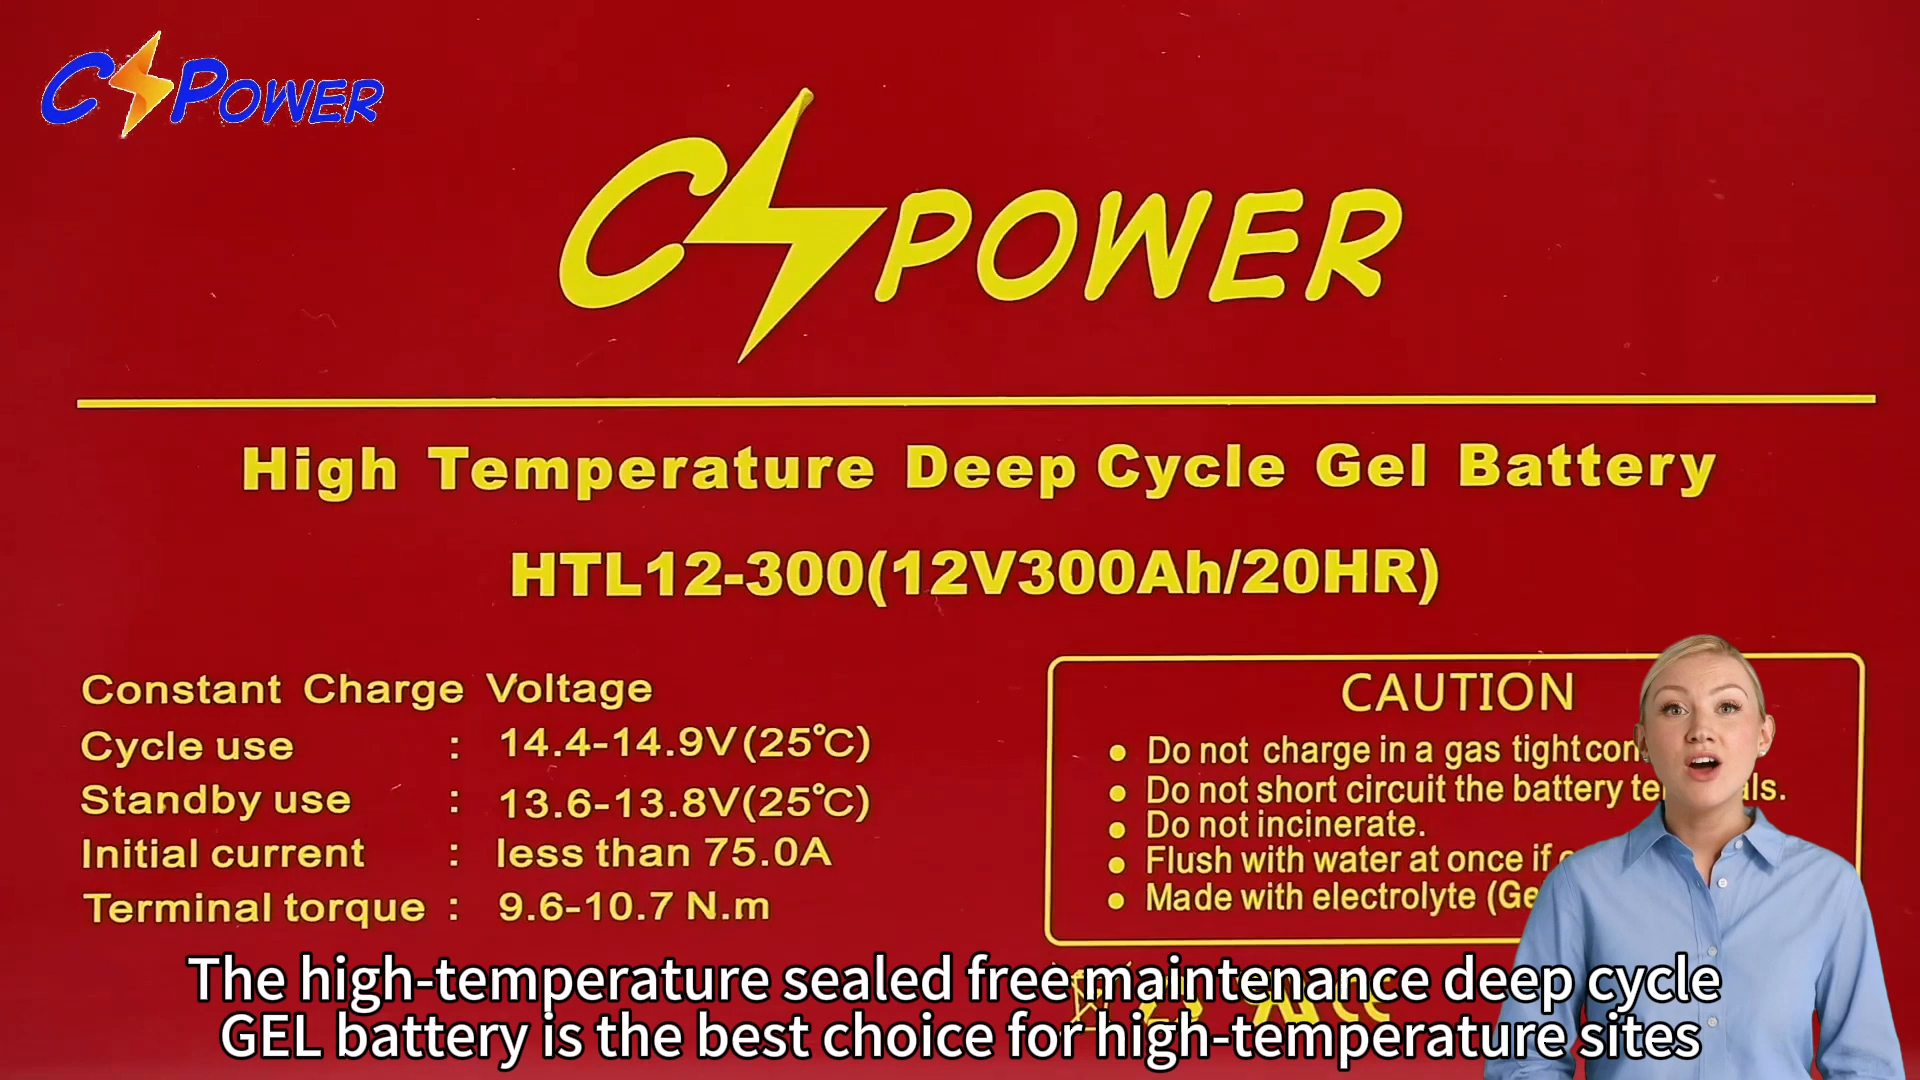 CSPOWER
CSPOWER
High Temperature Deep Cycle Gel Battery
HTL12-300(12V300Ah/20HR)
Constant Charge Voltage
Cycle use : 14.4-14.9V(25℃)
Standby use : 13.6-13.8V(25℃)
Initial current : less than 75.0A
Terminal torque : 9.6-10.7 N.m
CAUTION
● Do not charge in a gas tight
● Do not short circuit the battery
● Do not incinerate.
● Flush with water at once if
● Made with electrolyte
The high-temperature sealed free maintenance deep cycle
GEL battery is the best choice for high-temperature sites